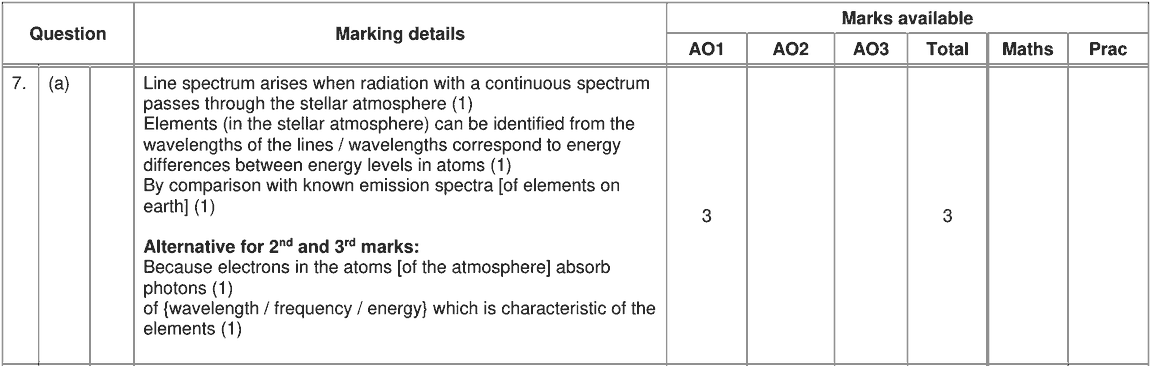 Question Marking details Marks available
AO1 AO2 AO3 Total Maths Prac
7. (a) Line spectrum arises when radiation with a continuous spectrum
passes through the stellar atmosphere (1)
Elements (in the stellar atmosphere) can be identified from the
wavelengths of the lines / wavelengths correspond to energy
differences between energy levels in atoms (1)
By comparison with known emission spectra [of elements on
earth] (1)
3 3
Alternative for 2nd and 3rd marks:
Because electrons in the atoms [of the atmosphere] absorb
photons (1)
of {wavelength / frequency / energy} which is characteristic of the
elements (1)